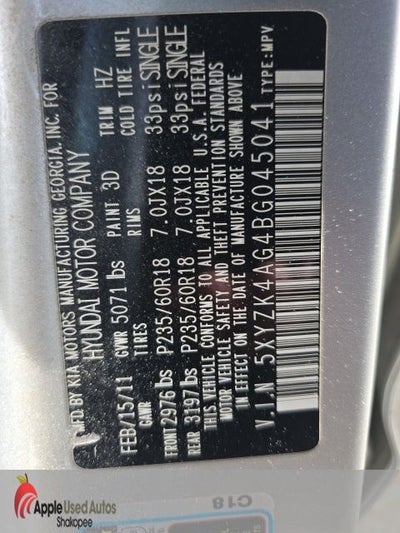 MFD BY KIA MOTORS MANUFACTURING GEORGIA, INC. FOR
HYUNDAI MOTOR COMPANY
FEB/15/11 PAINT 3D TRIM HZ
GVWR 5071 lbs
GAWR TIRES RIMS COLD TIRE INFL
FRONT 2976 lbs P235/60R18 7.0JX18 33psi SINGLE
REAR 3197 lbs P235/60R18 7.0JX18 33psi SINGLE
THIS VEHICLE CONFORMS TO ALL APPLICABLE U.S.A. FEDERAL
MOTOR VEHICLE SAFETY AND THEFT PREVENTION STANDARDS
IN EFFECT ON THE DATE OF MANUFACTURE SHOWN ABOVE
V.I.N 5XYZK4AG4BG045041 TYPE:MPV
C18
Apple Used Autos
Shakopee